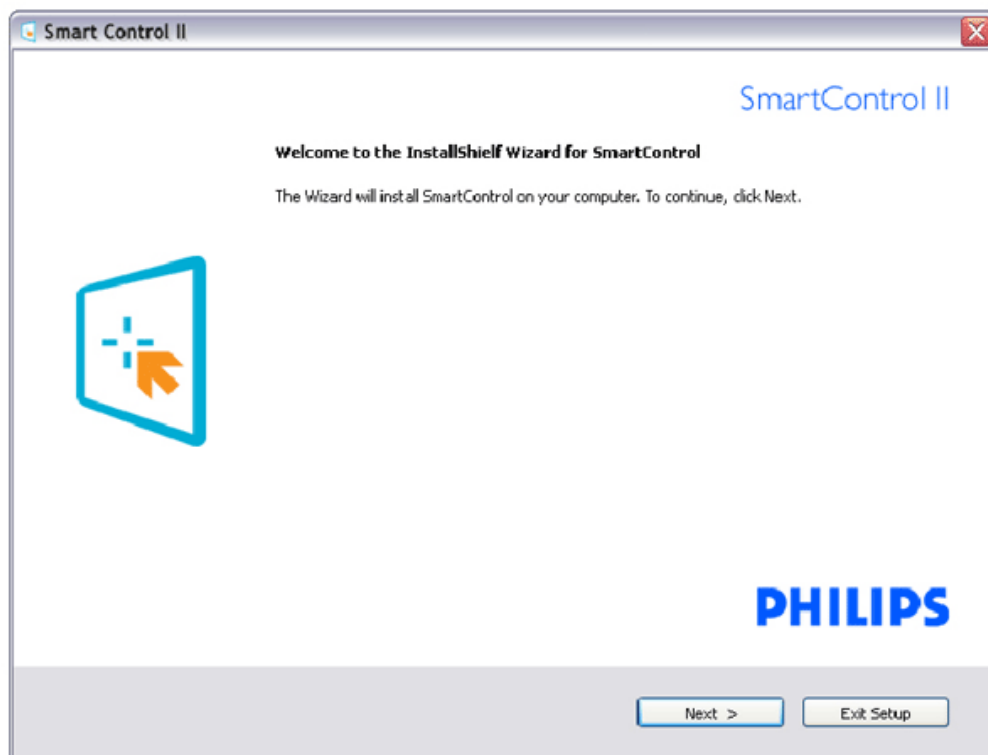 Smart Control II
SmartControl II
Welcome to the InstallShielf Wizard for SmartControl
The Wizard will install SmartControl on your computer. To continue, click Next.
PHILIPS
Next >
Exit Setup